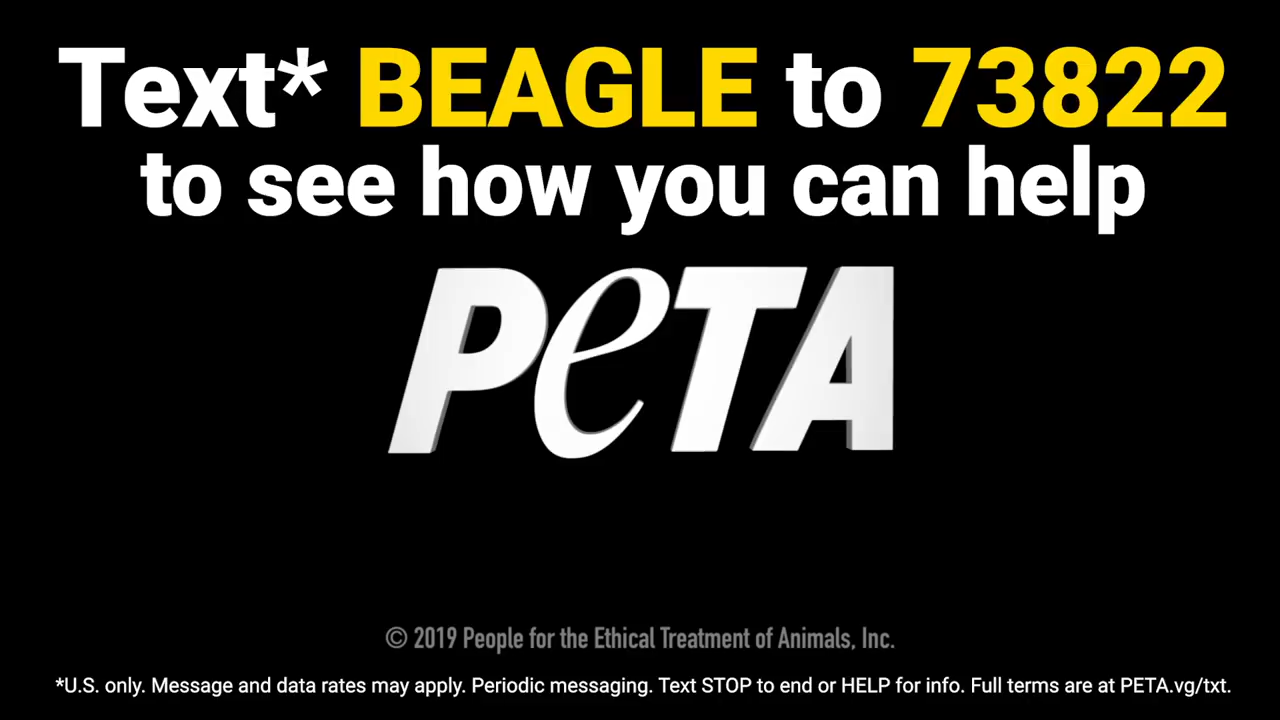 Text* BEAGLE to 73822
to see how you can help
PeTA
© 2019 People for the Ethical Treatment of Animals, Inc.
*U.S. only. Message and data rates may apply. Periodic messaging. Text STOP to end or HELP for info. Full terms are at PETA.vg/txt.